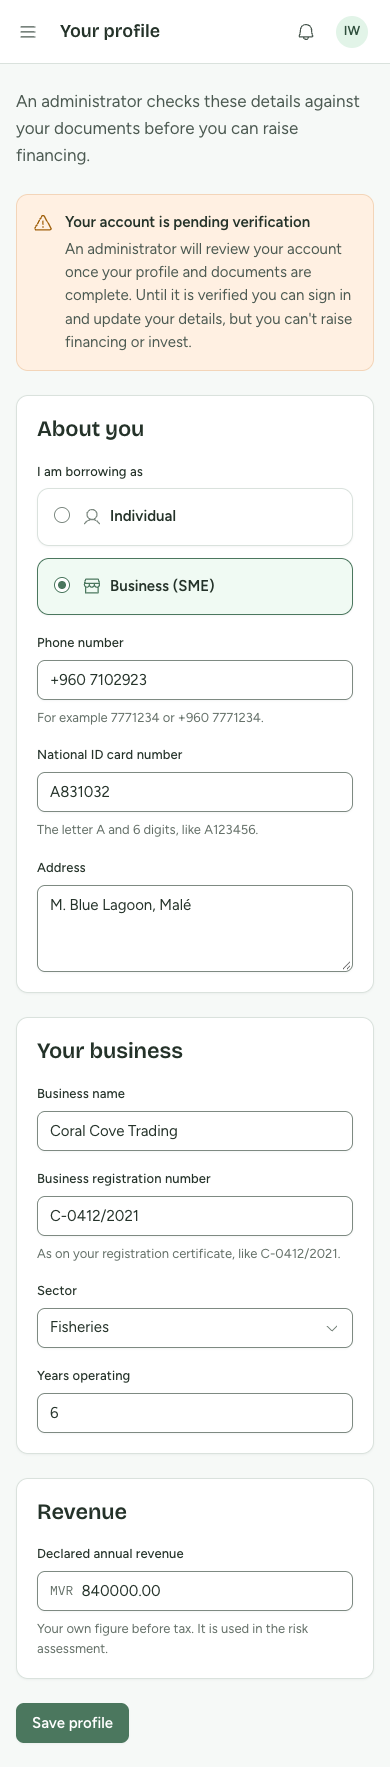 Your profile
IW
An administrator checks these details against
your documents before you can raise
financing.
Your account is pending verification
An administrator will review your account
once your profile and documents are
complete. Until it is verified you can sign in
and update your details, but you can't raise
financing or invest.
About you
I am borrowing as
Individual
Business (SME)
Phone number
+960 7102923
For example 7771234 or +960 7771234.
National ID card number
A831032
The letter A and 6 digits, like A123456.
Address
M. Blue Lagoon, Malé
Your business
Business name
Coral Cove Trading
Business registration number
C-0412/2021
As on your registration certificate, like C-0412/2021.
Sector
Fisheries
Years operating
6
Revenue
Declared annual revenue
MVR 840000.00
Your own figure before tax. It is used in the risk
assessment.
Save profile